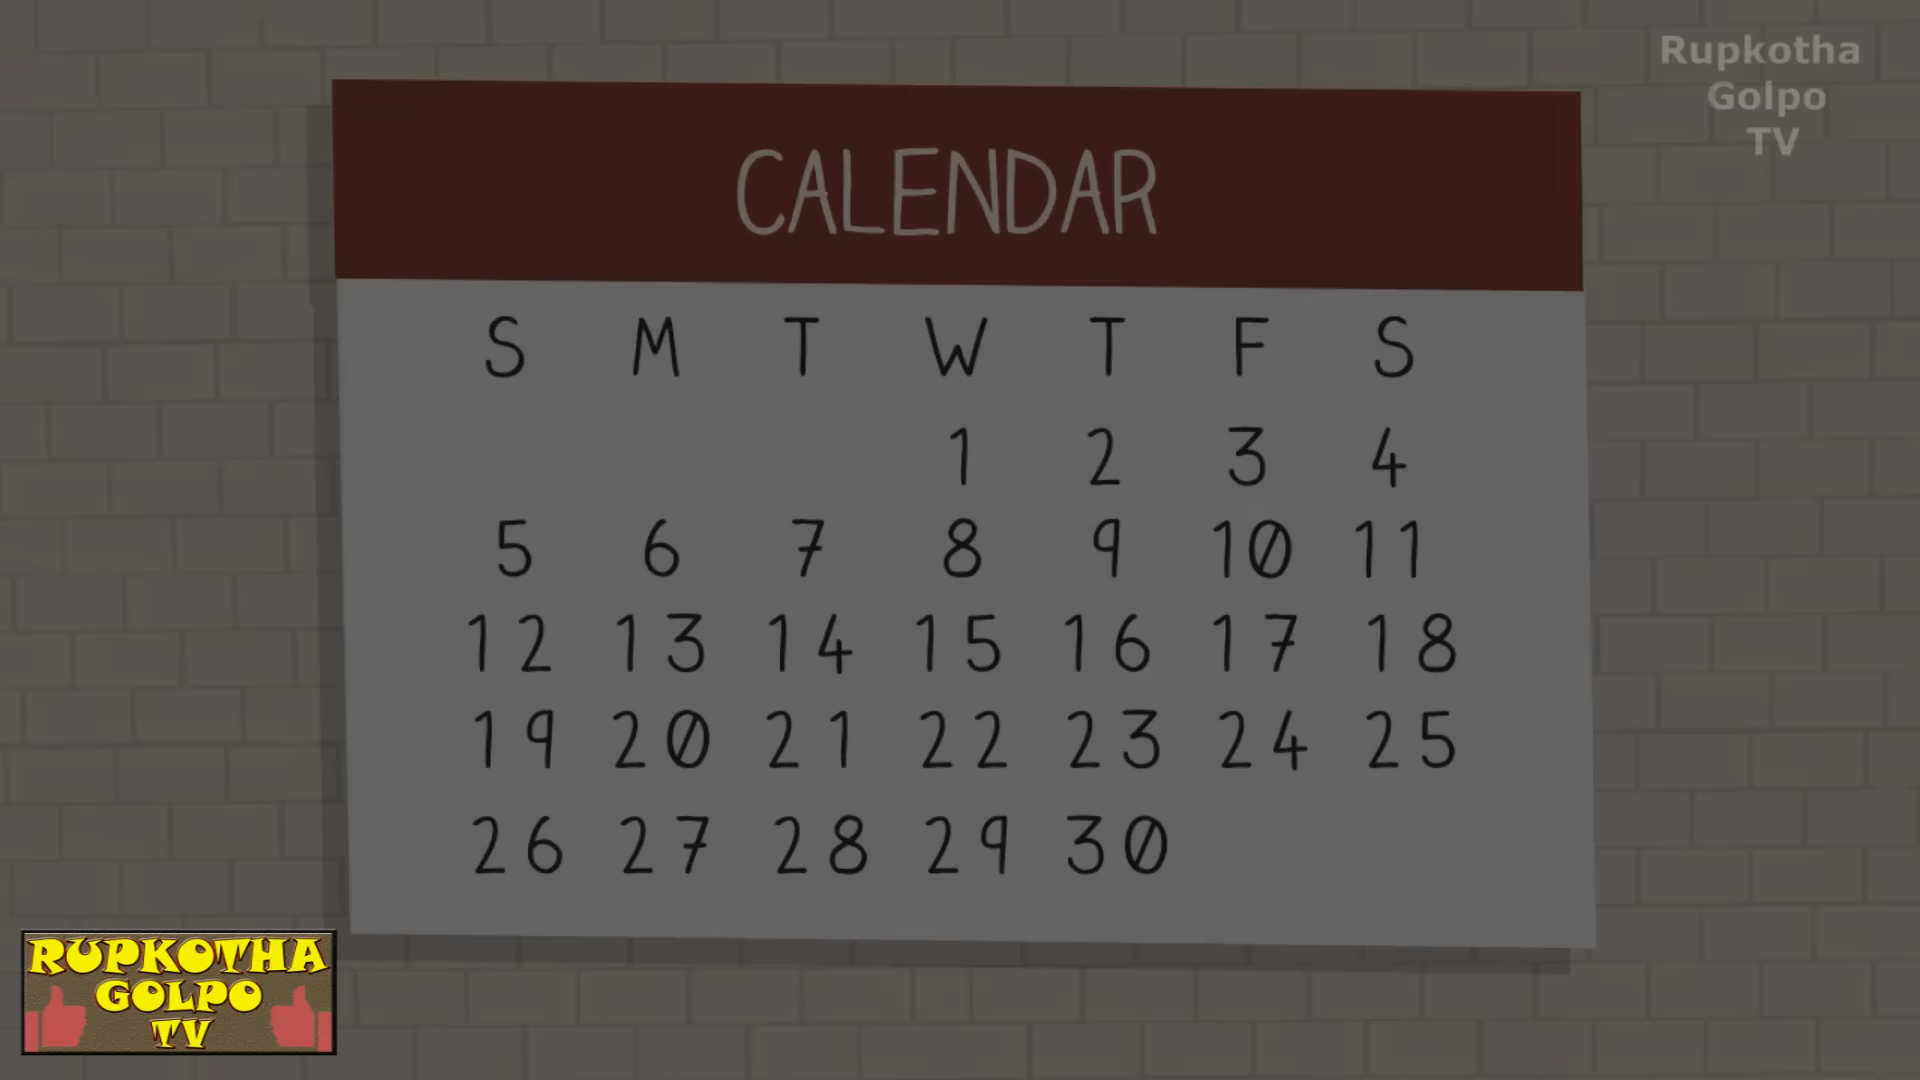 Rupkotha
Golpo
TV
CALENDAR
S M T W T F S
1 2 3 4
5 6 7 8 9 10 11
12 13 14 15 16 17 18
19 20 21 22 23 24 25
26 27 28 29 30
RUPKOTHA
GOLPO
TV